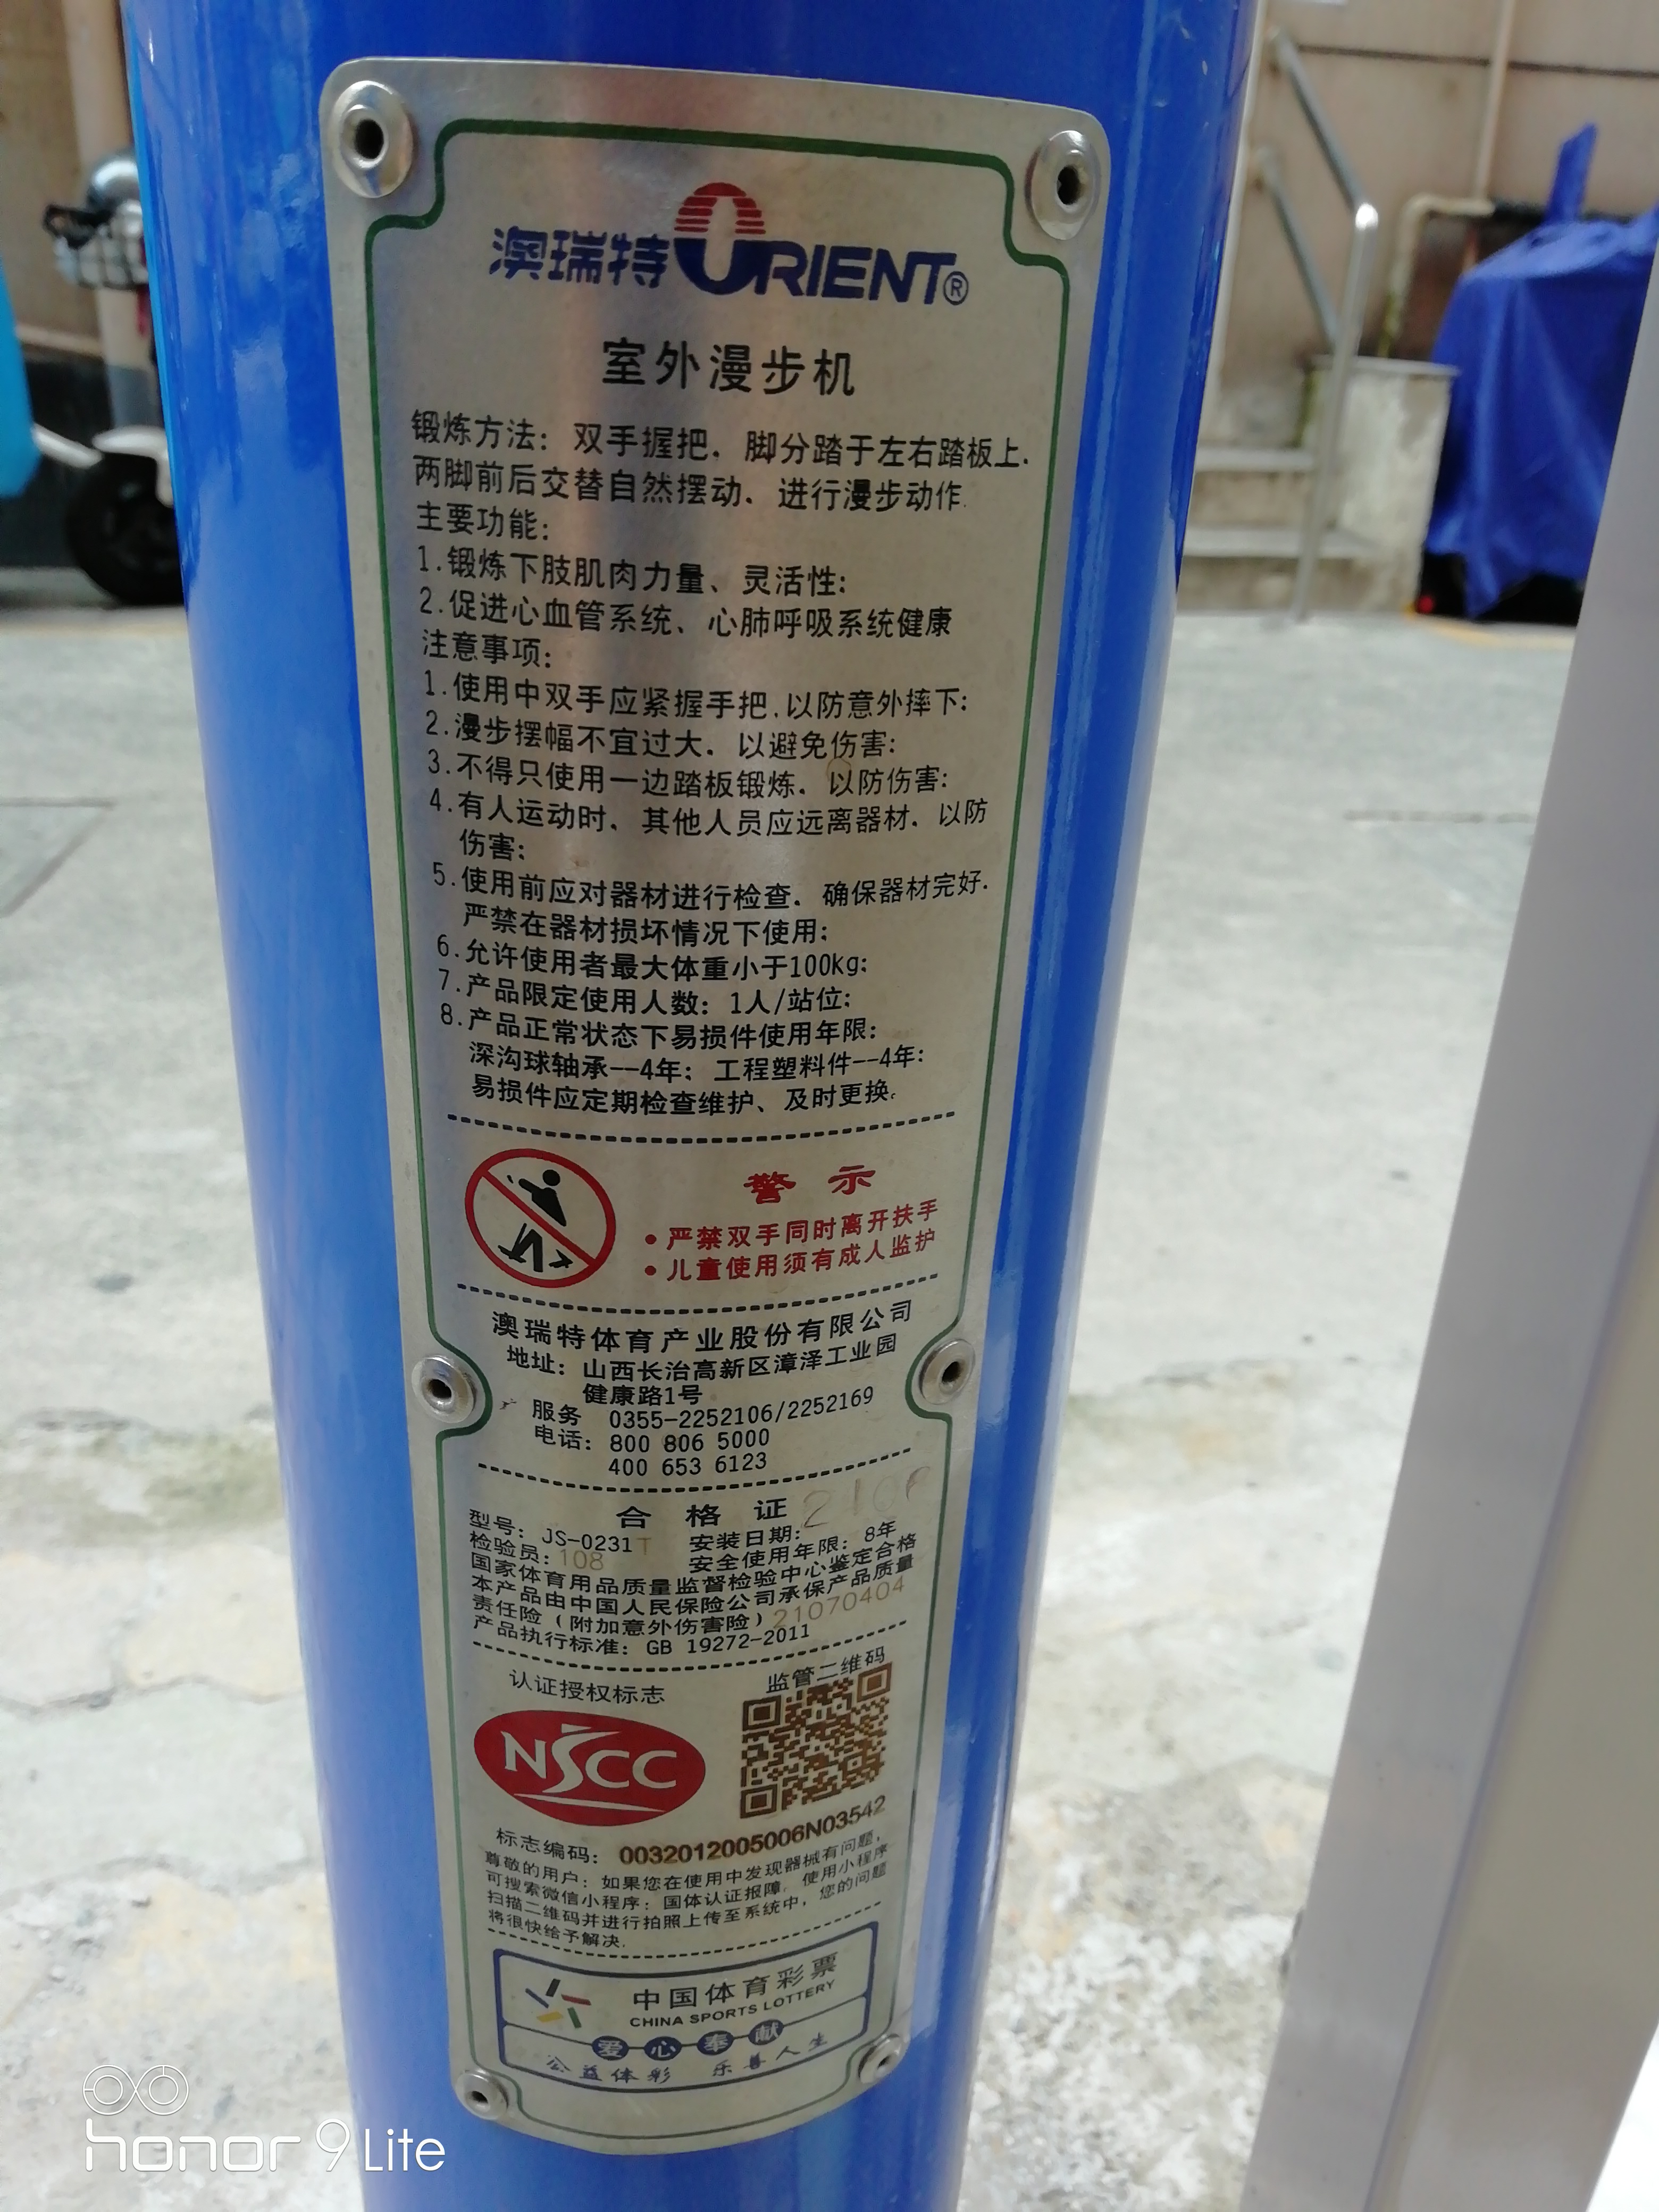 澳瑞特ORIENT®
室外漫步机
锻炼方法：双手握把．脚分踏于左右踏板上．
两脚前后交替自然摆动．进行漫步动作．
主要功能：
1.锻炼下肢肌肉力量、灵活性；
2.促进心血管系统、心肺呼吸系统健康
注意事项：
1.使用中双手应紧握手把，以防意外摔下；
2.漫步摆幅不宜过大．以避免伤害；
3.不得只使用一边踏板锻炼．以防伤害；
4.有人运动时．其他人员应远离器材．以防
伤害；
5.使用前应对器材进行检查．确保器材完好．
严禁在器材损坏情况下使用；
6.允许使用者最大体重小于100kg；
7.产品限定使用人数：1人/站位；
8.产品正常状态下易损件使用年限：
深沟球轴承--4年；工程塑料件--4年；
易损件应定期检查维护、及时更换。
警 示
•严禁双手同时离开扶手
•儿童使用须有成人监护
澳瑞特体育产业股份有限公司
地址：山西长治高新区漳泽工业园
健康路1号
服务 0355-2252106/2252169
电话：800 806 5000
400 653 6123
合 格 证
型号：JS-0231T 安装日期：
检验员：108 安全使用年限：8年
国家体育用品质量监督检验中心鉴定合格
本产品由中国人民保险公司承保产品质量
责任险（附加意外伤害险）21070404
产品执行标准：GB 19272-2011
认证授权标志 监管二维码
NSCC
标志编码：0032012005006N03542
尊敬的用户：如果您在使用中发现器械有问题，
可搜索微信小程序：国体认证报障，使用小程序
扫描二维码并进行拍照上传至系统中，您的问题
将很快给予解决．
中国体育彩票
CHINA SPORTS LOTTERY
爱心奉献
公益体彩 乐善人生
honor 9 Lite